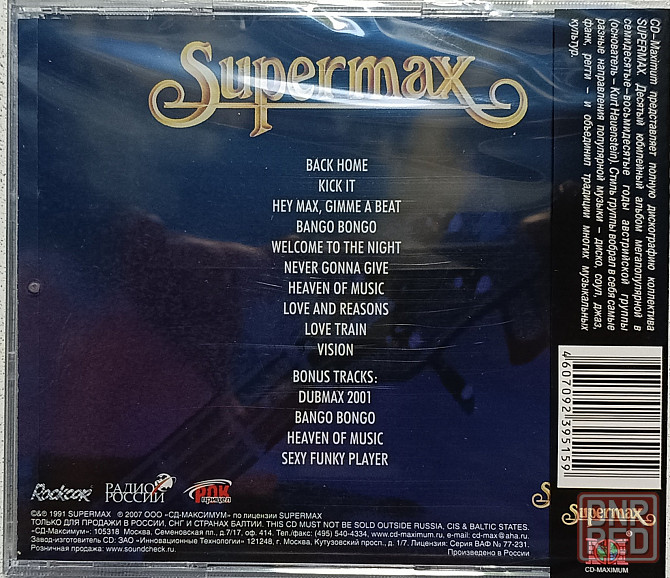 Supermax
BACK HOME
KICK IT
HEY MAX, GIMME A BEAT
BANGO BONGO
WELCOME TO THE NIGHT
NEVER GONNA GIVE
HEAVEN OF MUSIC
LOVE AND REASONS
LOVE TRAIN
VISION
BONUS TRACKS:
DUBMAX 2001
BANGO BONGO
HEAVEN OF MUSIC
SEXY FUNKY PLAYER
Rockcor
РАДИО
РОССИИ
РОК
прицел
©&℗ 1991 SUPERMAX ℗ 2007 ООО «СД-МАКСИМУМ» по лицензии SUPERMAX
ТОЛЬКО ДЛЯ ПРОДАЖИ В РОССИИ, СНГ И СТРАНАХ БАЛТИИ. THIS CD MUST NOT BE SOLD OUTSIDE RUSSIA, CIS & BALTIC STATES.
«СД-Максимум»: 105318 Москва, Семеновская пл., д.7/17, оф. 414. Тел./факс: (495) 540-4334, www.cd-maximum.ru, e-mail: cd-max@aha.ru.
Завод-изготовитель CD: ЗАО «Инновационные Технологии» 121248, г. Москва, Кутузовский просп., д. 1/7. Лицензия: Серия ВАФ № 77-231.
Розничная продажа: www.soundcheck.ru. Произведено в России
CD-Maximum представляет полную дискографию коллектива
SUPERMAX. Десятый юбилейный альбом мегапопулярной в
семидесятые-восьмидесятые годы австрийской группы
(основатель – Kurt Hauenstein). Стиль группы вобрал в себя самые
разные направления популярной музыки – диско, соул, джаз,
фанк, регги – и объединил традиции многих музыкальных
культур.
4607092395159
Supermax
CD-MAXIMUM
RNR
BED